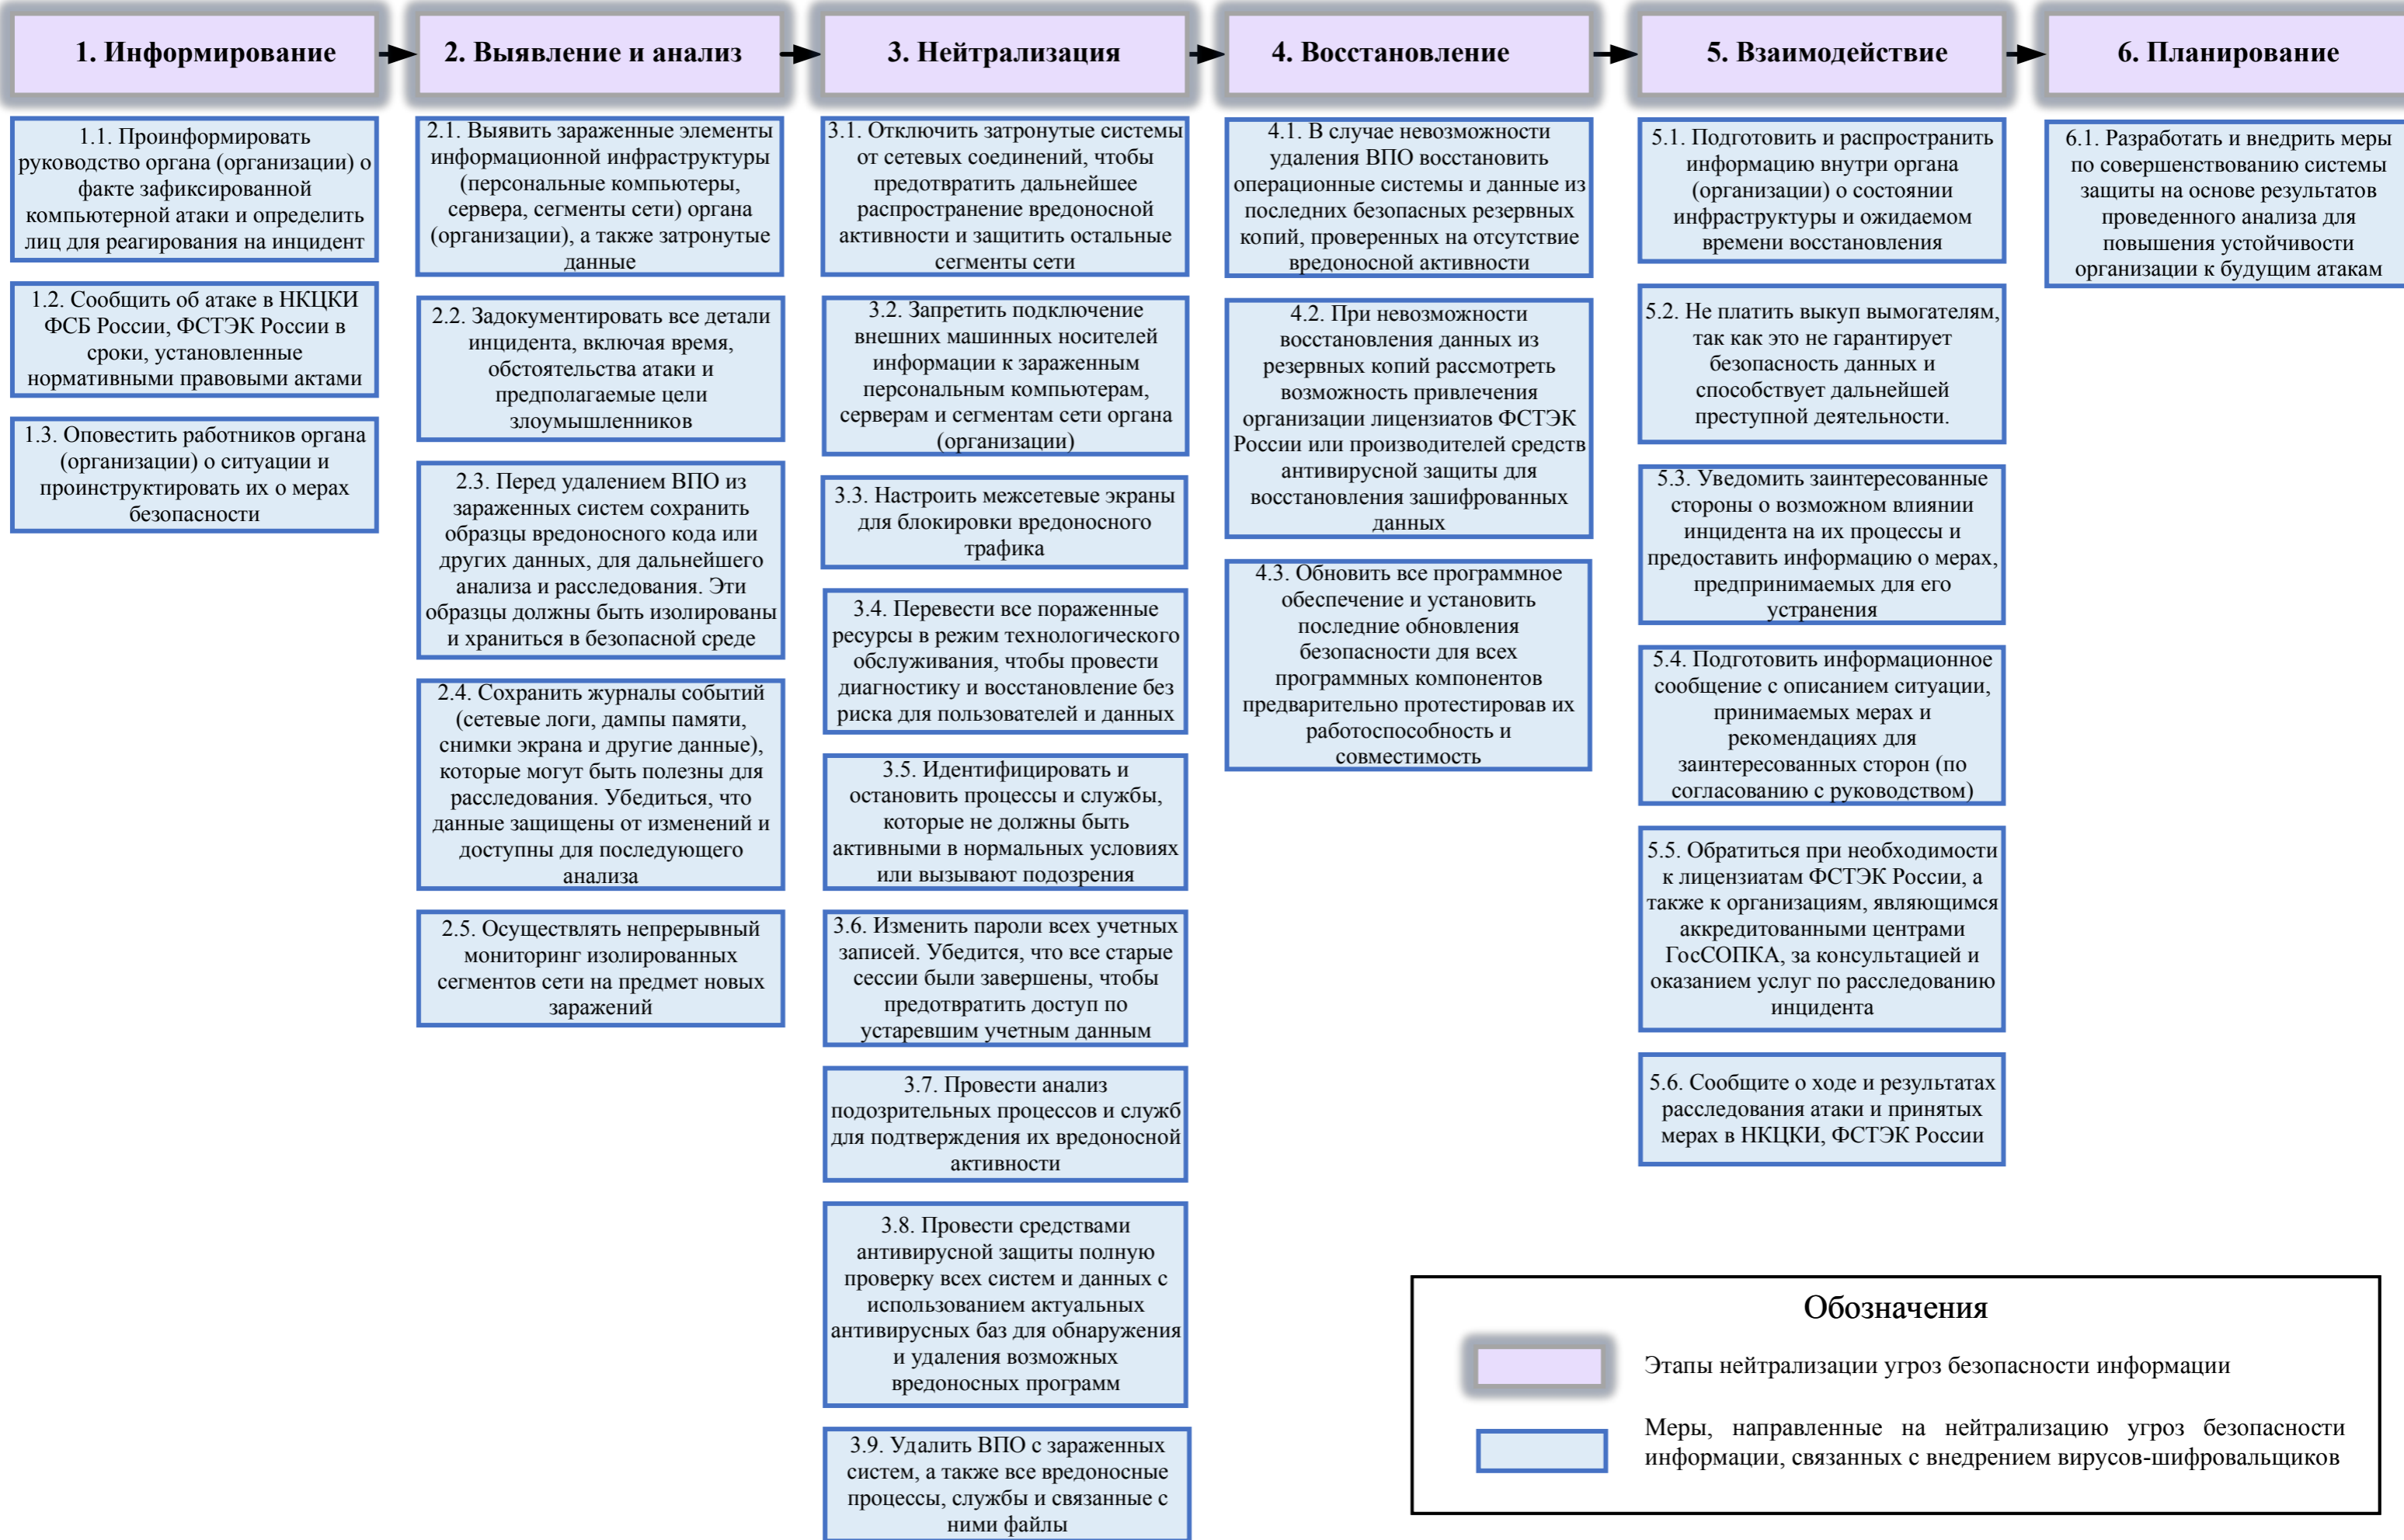 1. Информирование
2. Выявление и анализ
3. Нейтрализация
4. Восстановление
5. Взаимодействие
6. Планирование
1.1. Проинформировать
руководство органа (организации) о
факте зафиксированной
компьютерной атаки и определить
лиц для реагирования на инцидент
1.2. Сообщить об атаке в НКЦКИ
ФСБ России, ФСТЭК России в
сроки, установленные
нормативными правовыми актами
1.3. Оповестить работников органа
(организации) о ситуации и
проинструктировать их о мерах
безопасности
2.1. Выявить зараженные элементы
информационной инфраструктуры
(персональные компьютеры,
сервера, сегменты сети) органа
(организации), а также затронутые
данные
2.2. Задокументировать все детали
инцидента, включая время,
обстоятельства атаки и
предполагаемые цели
злоумышленников
2.3. Перед удалением ВПО из
зараженных систем сохранить
образцы вредоносного кода или
других данных, для дальнейшего
анализа и расследования. Эти
образцы должны быть изолированы
и храниться в безопасной среде
2.4. Сохранить журналы событий
(сетевые логи, дампы памяти,
снимки экрана и другие данные),
которые могут быть полезны для
расследования. Убедиться, что
данные защищены от изменений и
доступны для последующего
анализа
2.5. Осуществлять непрерывный
мониторинг изолированных
сегментов сети на предмет новых
заражений
3.1. Отключить затронутые системы
от сетевых соединений, чтобы
предотвратить дальнейшее
распространение вредоносной
активности и защитить остальные
сегменты сети
3.2. Запретить подключение
внешних машинных носителей
информации к зараженным
персональным компьютерам,
серверам и сегментам сети органа
(организации)
3.3. Настроить межсетевые экраны
для блокировки вредоносного
трафика
3.4. Перевести все пораженные
ресурсы в режим технологического
обслуживания, чтобы провести
диагностику и восстановление без
риска для пользователей и данных
3.5. Идентифицировать и
остановить процессы и службы,
которые не должны быть
активными в нормальных условиях
или вызывают подозрения
3.6. Изменить пароли всех учетных
записей. Убедится, что все старые
сессии были завершены, чтобы
предотвратить доступ по
устаревшим учетным данным
3.7. Провести анализ
подозрительных процессов и служб
для подтверждения их вредоносной
активности
3.8. Провести средствами
антивирусной защиты полную
проверку всех систем и данных с
использованием актуальных
антивирусных баз для обнаружения
и удаления возможных
вредоносных программ
3.9. Удалить ВПО с зараженных
систем, а также все вредоносные
процессы, службы и связанные с
ними файлы
4.1. В случае невозможности
удаления ВПО восстановить
операционные системы и данные из
последних безопасных резервных
копий, проверенных на отсутствие
вредоносной активности
4.2. При невозможности
восстановления данных из
резервных копий рассмотреть
возможность привлечения
организации лицензиатов ФСТЭК
России или производителей средств
антивирусной защиты для
восстановления зашифрованных
данных
4.3. Обновить все программное
обеспечение и установить
последние обновления
безопасности для всех
программных компонентов
предварительно протестировав их
работоспособность и
совместимость
5.1. Подготовить и распространить
информацию внутри органа
(организации) о состоянии
инфраструктуры и ожидаемом
времени восстановления
5.2. Не платить выкуп вымогателям,
так как это не гарантирует
безопасность данных и
способствует дальнейшей
преступной деятельности.
5.3. Уведомить заинтересованные
стороны о возможном влиянии
инцидента на их процессы и
предоставить информацию о мерах,
предпринимаемых для его
устранения
5.4. Подготовить информационное
сообщение с описанием ситуации,
принимаемых мерах и
рекомендациях для
заинтересованных сторон (по
согласованию с руководством)
5.5. Обратиться при необходимости
к лицензиатам ФСТЭК России, а
также к организациям, являющимся
аккредитованными центрами
ГосСОПКА, за консультацией и
оказанием услуг по расследованию
инцидента
5.6. Сообщите о ходе и результатах
расследования атаки и принятых
мерах в НКЦКИ, ФСТЭК России
6.1. Разработать и внедрить меры
по совершенствованию системы
защиты на основе результатов
проведенного анализа для
повышения устойчивости
организации к будущим атакам
Обозначения
Этапы нейтрализации угроз безопасности информации
Меры, направленные на нейтрализацию угроз безопасности
информации, связанных с внедрением вирусов-шифровальщиков